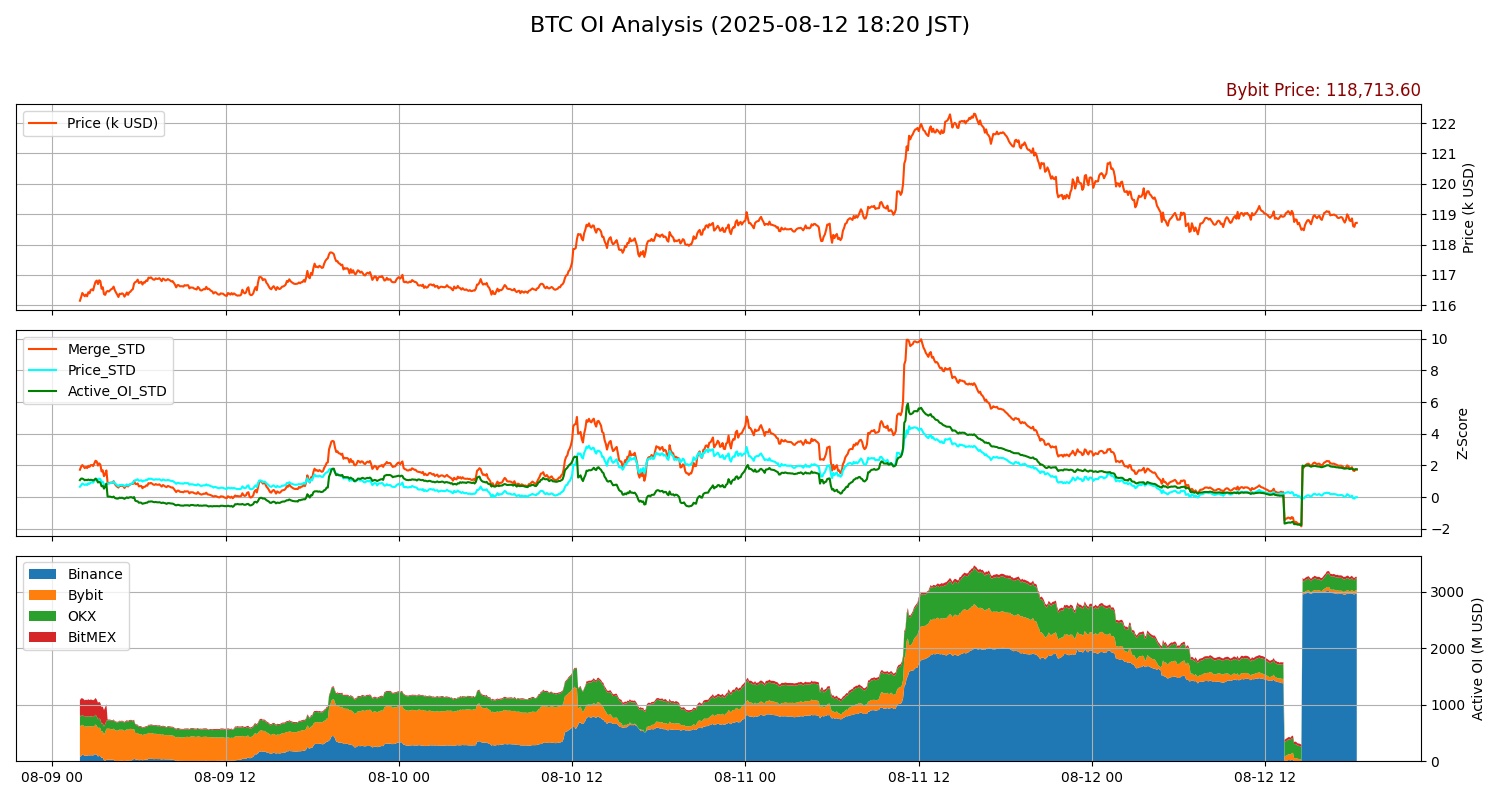 BTC OI Analysis (2025-08-12 18:20 JST)
Bybit Price: 118,713.60
Price (k USD)
122
121
120
119
118
117
116
Price (k USD)
Merge_STD
Price_STD
Active_OI_STD
10
8
6
4
2
0
−2
Z-Score
Binance
Bybit
OKX
BitMEX
3000
2000
1000
0
Active OI (M USD)
08-09 00
08-09 12
08-10 00
08-10 12
08-11 00
08-11 12
08-12 00
08-12 12